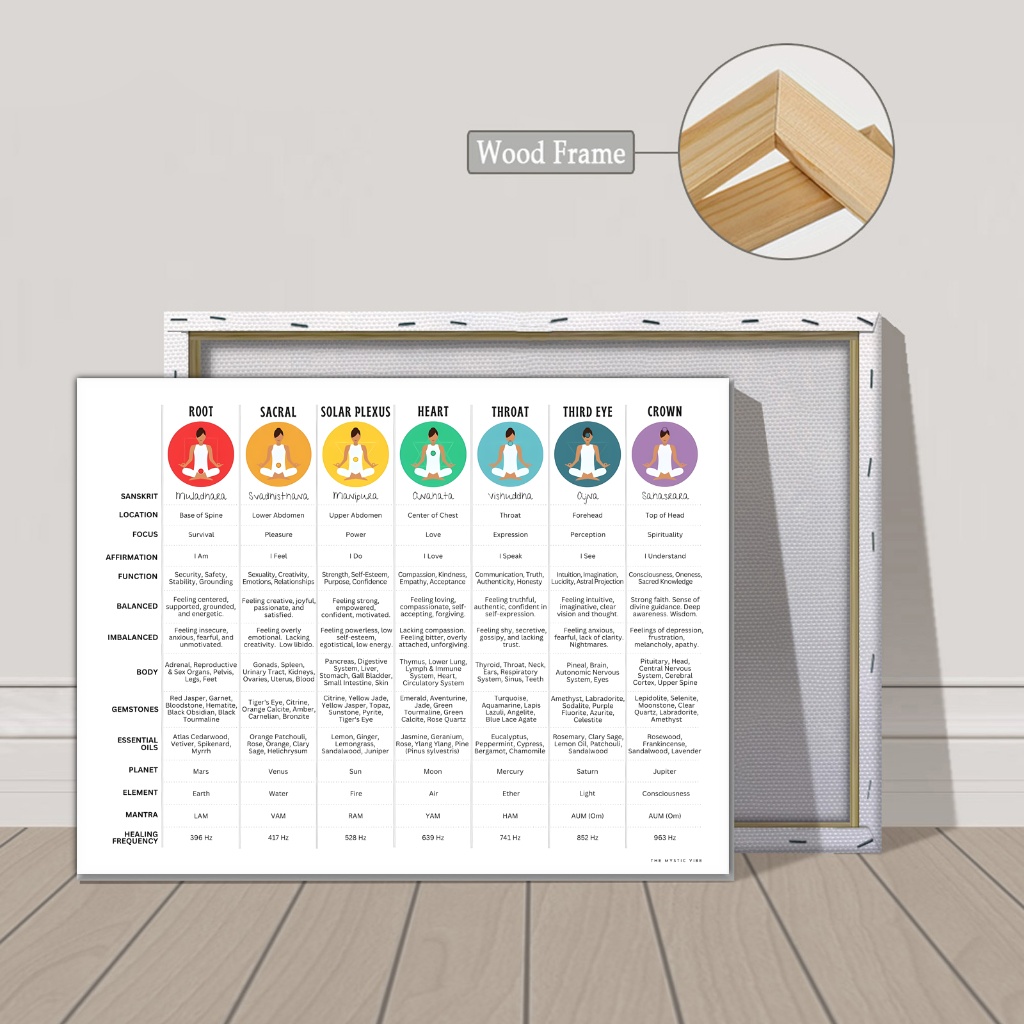 Wood Frame
ROOT SACRAL SOLAR PLEXUS HEART THROAT THIRD EYE CROWN
SANSKRIT Muladhara Svadhisthava Manipura Anahata Vishuddha Ajna Sahasrara
LOCATION Base of Spine Lower Abdomen Upper Abdomen Center of Chest Throat Forehead Top of Head
FOCUS Survival Pleasure Power Love Expression Perception Spirituality
AFFIRMATION I Am I Feel I Do I Love I Speak I See I Understand
FUNCTION Security, Safety, Sexuality, Creativity, Strength, Self-Esteem, Compassion, Kindness, Communication, Truth, Intuition, Imagination, Consciousness, Oneness,
Stability, Grounding Emotions, Relationships Purpose, Confidence Empathy, Acceptance Authenticity, Honesty Lucidity, Astral Projection Sacred Knowledge
BALANCED Feeling centered, Feeling creative, joyful, Feeling strong, Feeling loving, Feeling truthful, Feeling intuitive, Strong faith. Sense of
supported, grounded, passionate, and empowered, compassionate, self- authentic, confident in imaginative, clear divine guidance. Deep
and energetic. satisfied. confident, motivated. accepting, forgiving. self-expression. vision and thought. awareness. Wisdom.
IMBALANCED Feeling insecure, Feeling overly Feeling powerless, low Lacking compassion. Feeling shy, secretive, Feeling anxious, Feelings of depression,
anxious, fearful, and emotional. Lacking self-esteem, Feeling bitter, overly gossipy, and lacking fearful, lack of clarity. frustration,
unmotivated. creativity. Low libido. egotistical, low energy. attached, unforgiving. trust. Nightmares. melancholy, apathy.
BODY Adrenal, Reproductive Gonads, Spleen, Pancreas, Digestive Thymus, Lower Lung, Thyroid, Throat, Neck, Pineal, Brain, Pituitary, Head,
& Sex Organs, Pelvis, Urinary Tract, Kidneys, System, Liver, Lymph & Immune Ears, Respiratory Autonomic Nervous Central Nervous
Legs, Feet Ovaries, Uterus, Blood Stomach, Gall Bladder, System, Heart, System, Sinus, Teeth System, Eyes System, Cerebral
Small Intestine, Skin Circulatory System Cortex, Upper Spine
GEMSTONES Red Jasper, Garnet, Tiger's Eye, Citrine, Citrine, Yellow Jade, Emerald, Aventurine, Turquoise, Amethyst, Labradorite, Lepidolite, Selenite,
Bloodstone, Hematite, Orange Calcite, Amber, Yellow Jasper, Topaz, Jade, Green Aquamarine, Lapis Sodalite, Purple Moonstone, Clear
Black Obsidian, Black Carnelian, Bronzite Sunstone, Pyrite, Tourmaline, Green Lazuli, Angelite, Fluorite, Azurite, Quartz, Labradorite,
Tourmaline Tiger's Eye Calcite, Rose Quartz Blue Lace Agate Celestite Amethyst
ESSENTIAL Atlas Cedarwood, Orange Patchouli, Lemon, Ginger, Jasmine, Geranium, Eucalyptus, Rosemary, Clary Sage, Rosewood,
OILS Vetiver, Spikenard, Rose, Orange, Clary Lemongrass, Rose, Ylang Ylang, Pine Peppermint, Cypress, Lemon Oil, Patchouli, Frankincense,
Myrrh Sage, Helichrysum Sandalwood, Juniper (Pinus sylvestris) Bergamot, Chamomile Sandalwood Sandalwood, Lavender
PLANET Mars Venus Sun Moon Mercury Saturn Jupiter
ELEMENT Earth Water Fire Air Ether Light Consciousness
MANTRA LAM VAM RAM YAM HAM AUM (Om) AUM (Om)
HEALING
FREQUENCY 396 Hz 417 Hz 528 Hz 639 Hz 741 Hz 852 Hz 963 Hz
THE MYSTIC VIBE